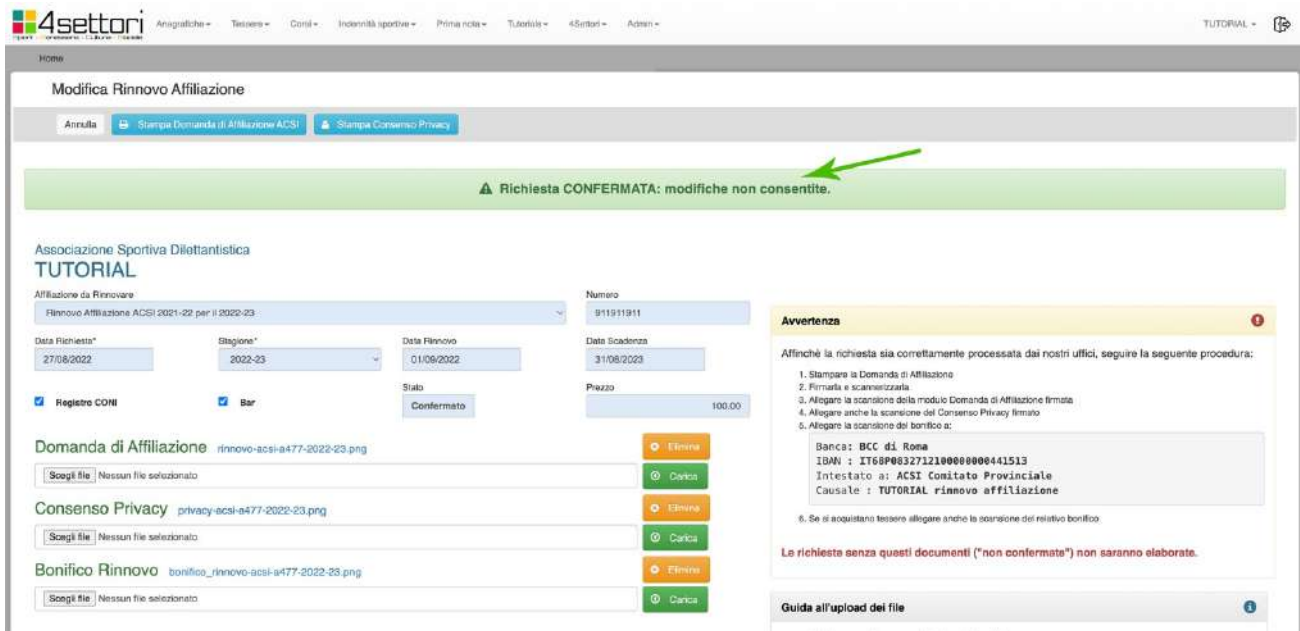 4settori
Anagrafiche
Tessere
Corsi
Indennità sportive
Prima nota
Tutorials
4Settori
Admin
TUTORIAL
Home
Modifica Rinnovo Affiliazione
Annulla
Stampa Domanda di Affiliazione ACSI
Stampa Consenso Privacy
Richiesta CONFERMATA: modifiche non consentite.
Associazione Sportiva Dilettantistica
TUTORIAL
Affiliazione da Rinnovare
Numero
Rinnovo Affiliazione ACSI 2021-22 per il 2022-23
911911911
Data Richiesta*
Stagione*
Data Rinnovo
Data Scadenza
27/08/2022
2022-23
01/09/2022
31/08/2023
Registro CONI
Bar
Stato
Confermato
Prezzo
100.00
Domanda di Affiliazione rinnovo-acsi-a477-2022-23.png
Elimina
Scegli file Nessun file selezionato
Carica
Consenso Privacy privacy-acsi-a477-2022-23.png
Elimina
Scegli file Nessun file selezionato
Carica
Bonifico Rinnovo bonifico_rinnovo-acsi-a477-2022-23.png
Elimina
Scegli file Nessun file selezionato
Carica
Avvertenza
Affinchè la richiesta sia correttamente processata dai nostri uffici, seguire la seguente procedura:
1. Stampare la Domanda di Affiliazione
2. Firmarla e scannerizzarla
3. Allegare la scansione della modulo Domanda di Affiliazione firmata
4. Allegare anche la scansione del Consenso Privacy firmato
5. Allegare la scansione del bonifico a:
Banca: BCC di Roma
IBAN : IT68P0832712100000000441513
Intestato a: ACSI Comitato Provinciale
Causale : TUTORIAL rinnovo affiliazione
6. Se si acquistano tessere allegare anche la scansione del relativo bonifico
Le richieste senza questi documenti ("non confermate") non saranno elaborate.
Guida all'upload dei file